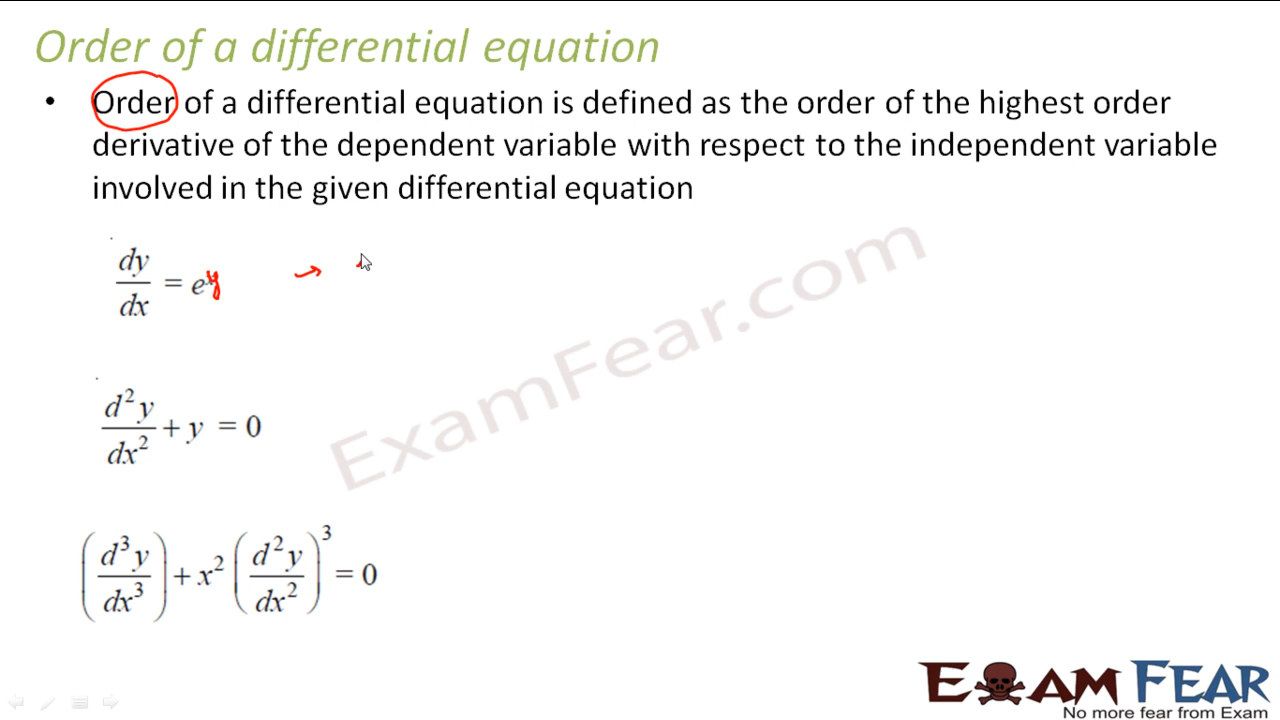 Order of a differential equation
• Order of a differential equation is defined as the order of the highest order
derivative of the dependent variable with respect to the independent variable
involved in the given differential equation
dy/dx = e^y →
d²y/dx² + y = 0
(d³y/dx³) + x² (d²y/dx²)³ = 0
ExamFear.com
EXAM FEAR
No more fear from Exam